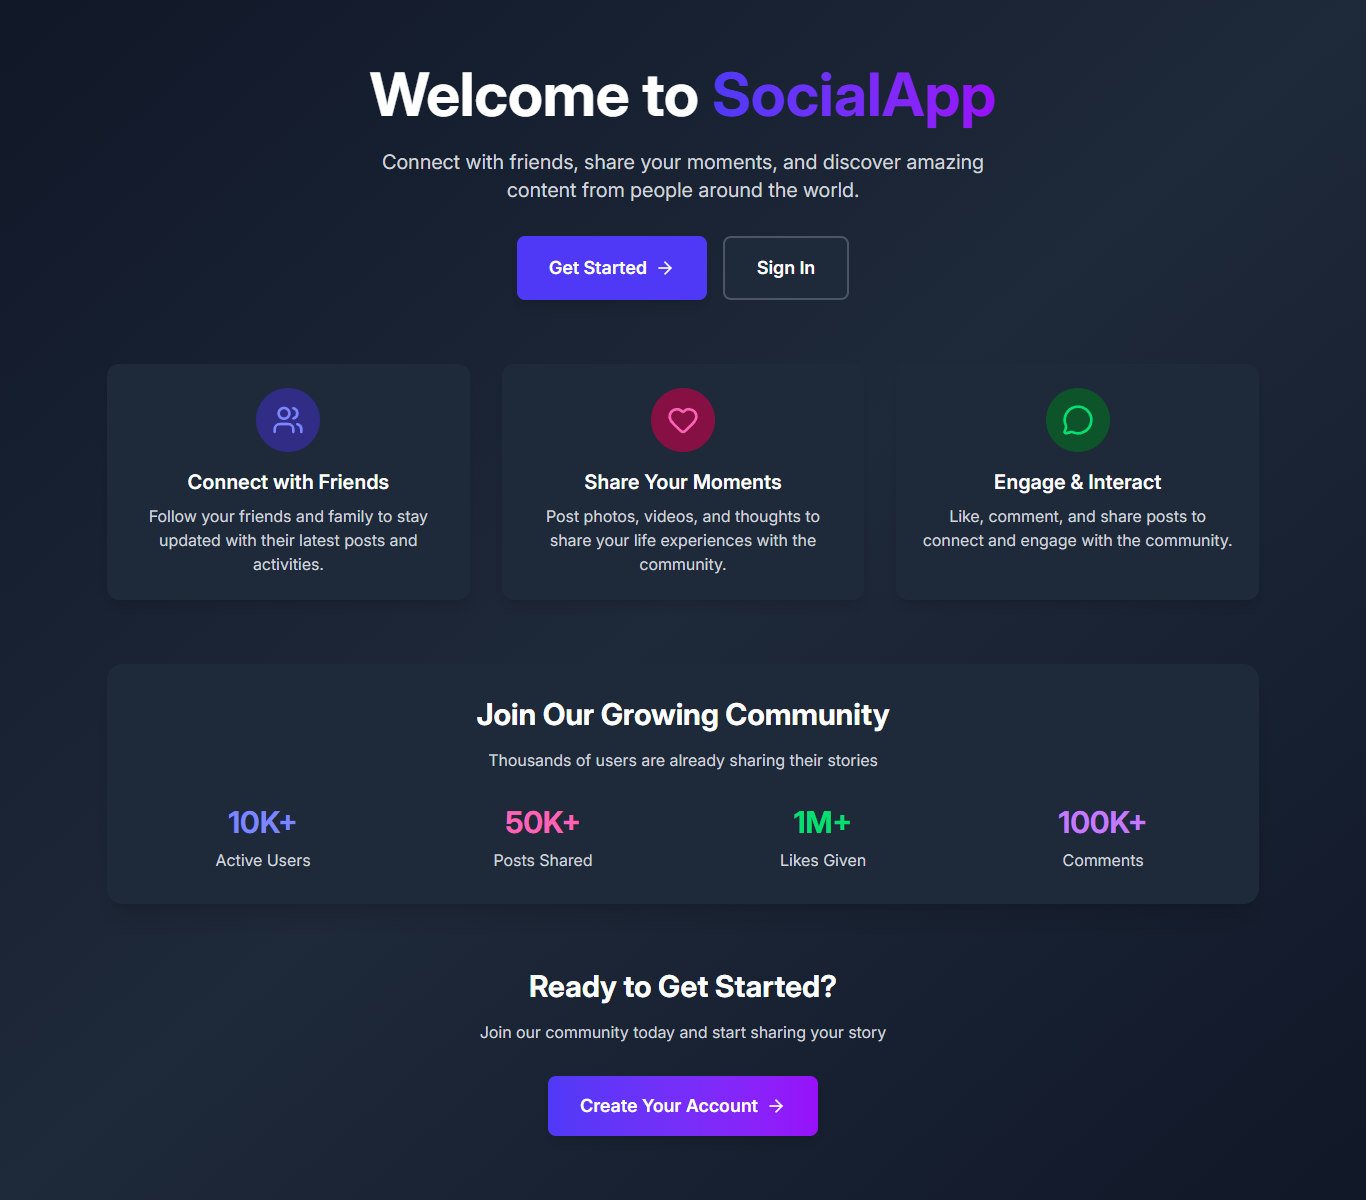 Welcome to SocialApp
Connect with friends, share your moments, and discover amazing
content from people around the world.
Get Started
Sign In
Connect with Friends
Follow your friends and family to stay
updated with their latest posts and
activities.
Share Your Moments
Post photos, videos, and thoughts to
share your life experiences with the
community.
Engage & Interact
Like, comment, and share posts to
connect and engage with the community.
Join Our Growing Community
Thousands of users are already sharing their stories
10K+
Active Users
50K+
Posts Shared
1M+
Likes Given
100K+
Comments
Ready to Get Started?
Join our community today and start sharing your story
Create Your Account